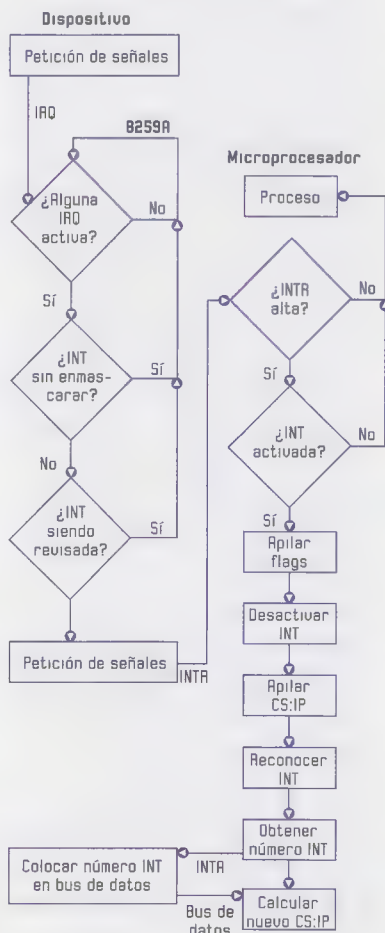 Dispositivo
Petición de señales
IRQ
8259A
¿Alguna
IRQ
activa?
No
Sí
¿INT
sin enmas-
carar?
Sí
No
¿INT
siendo
revisada?
Sí
Petición de señales
INTR
Microprocesador
Proceso
¿INTR
alta?
No
Sí
¿INT
activada?
No
Sí
Apilar
flags
Desactivar
INT
Apilar
CS:IP
Reconocer
INT
Obtener
número INT
INTA
Colocar número INT
en bus de datos
Bus de
datos
Calcular
nuevo CS:IP